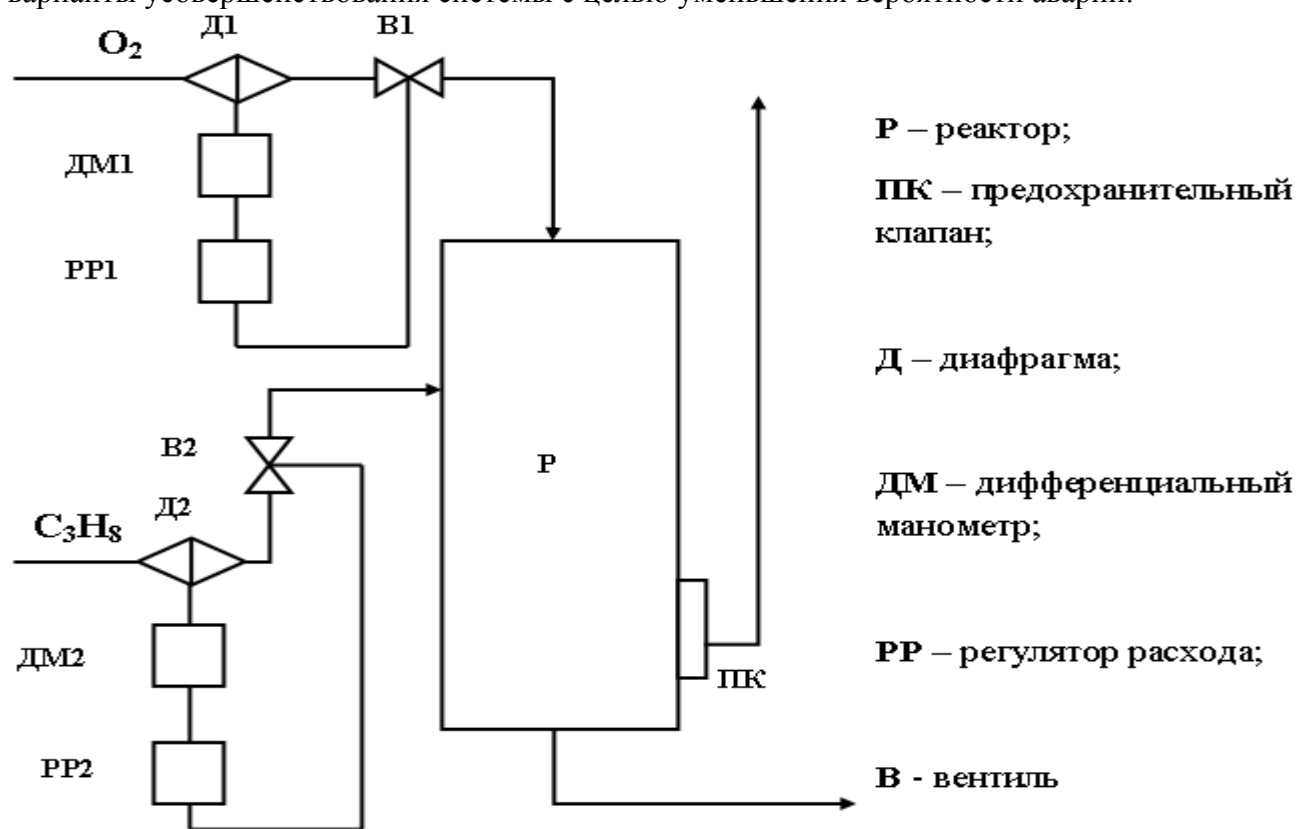 варианты усовершенствования системы с целью уменьшения вероятности аварии.
O₂
Д1
В1
ДМ1
РР1
В2
Д2
C₃H₈
ДМ2
РР2
Р
ПК
Р – реактор;
ПК – предохранительный
клапан;
Д – диафрагма;
ДМ – дифференциальный
манометр;
РР – регулятор расхода;
В - вентиль